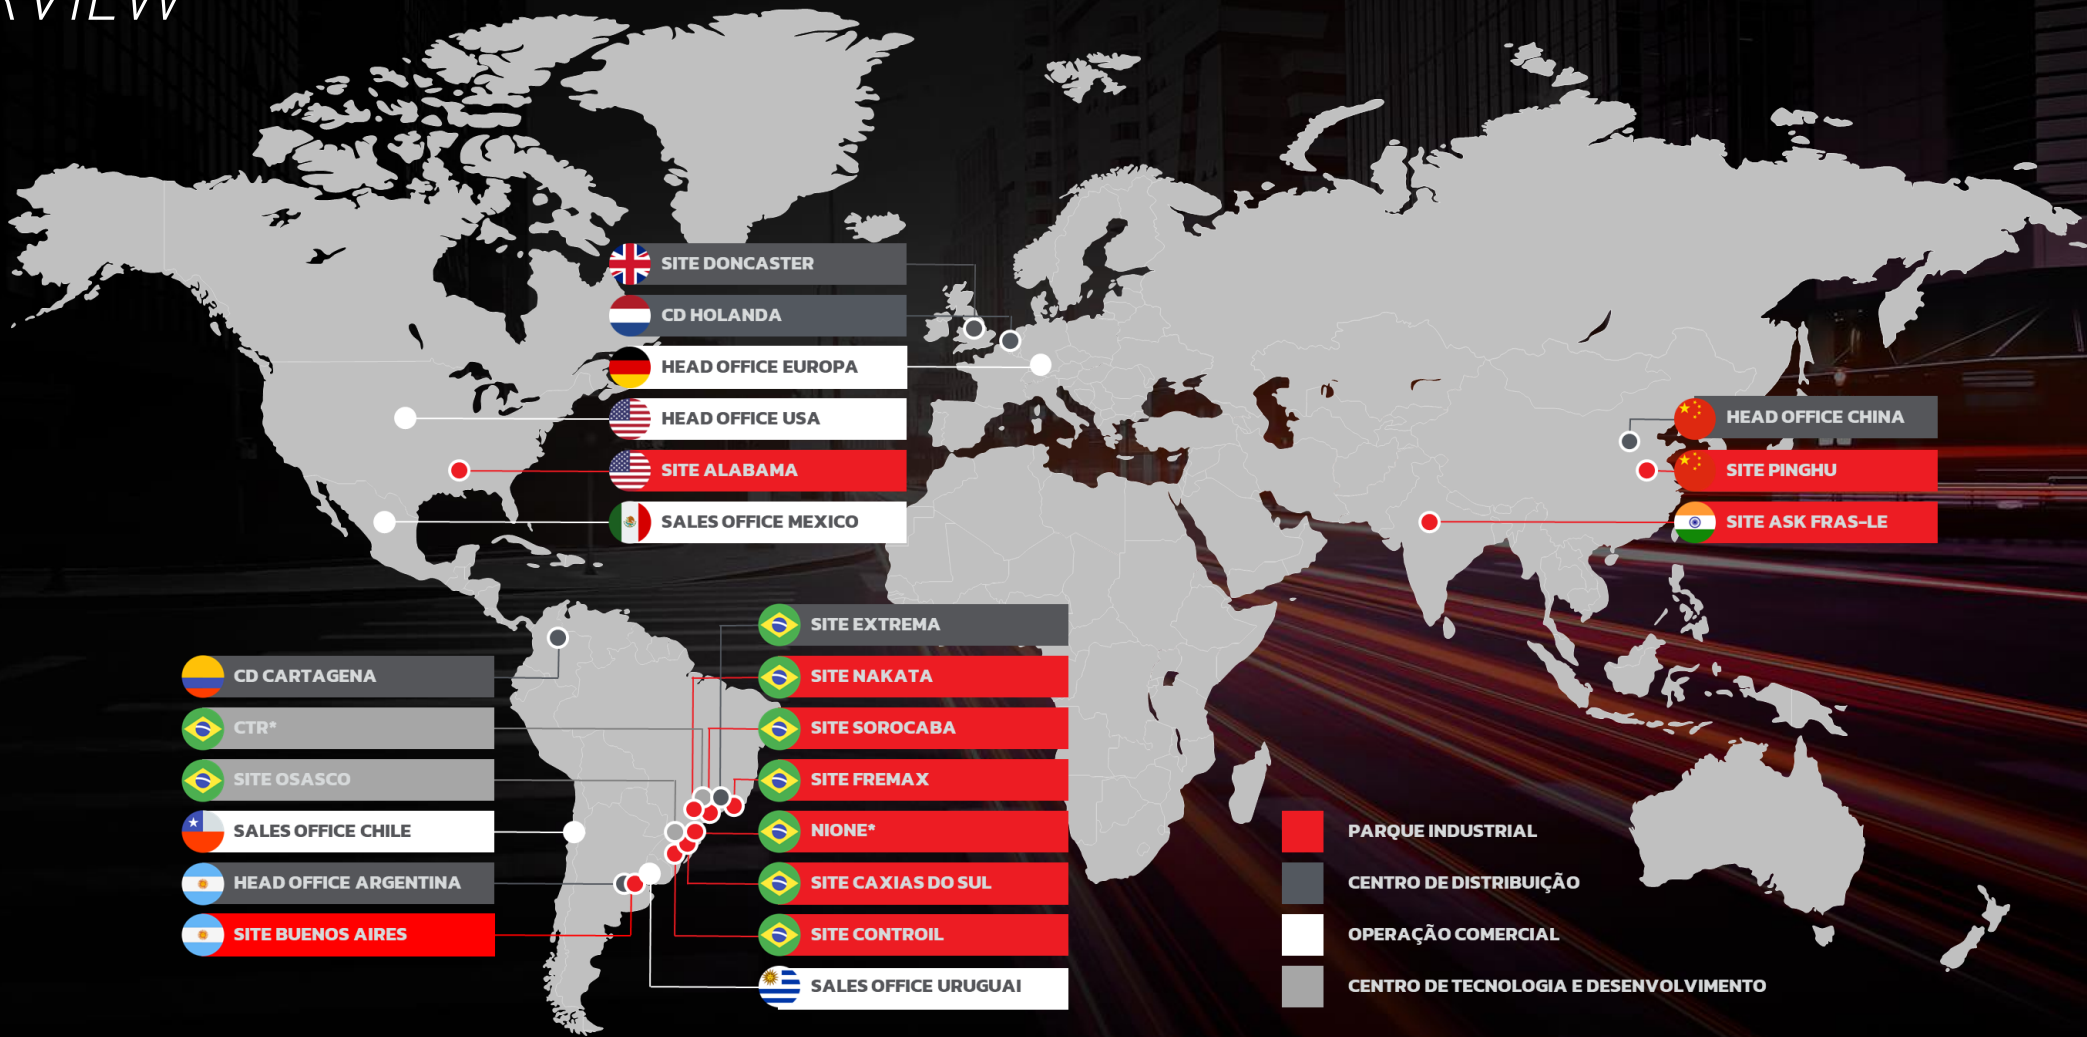 RVIEW
SITE DONCASTER
CD HOLANDA
HEAD OFFICE EUROPA
HEAD OFFICE USA
SITE ALABAMA
SALES OFFICE MEXICO
HEAD OFFICE CHINA
SITE PINGHU
SITE ASK FRAS-LE
CD CARTAGENA
CTR*
SITE OSASCO
SALES OFFICE CHILE
HEAD OFFICE ARGENTINA
SITE BUENOS AIRES
SITE EXTREMA
SITE NAKATA
SITE SOROCABA
SITE FREMAX
NIONE*
SITE CAXIAS DO SUL
SITE CONTROIL
SALES OFFICE URUGUAI
PARQUE INDUSTRIAL
CENTRO DE DISTRIBUIÇÃO
OPERAÇÃO COMERCIAL
CENTRO DE TECNOLOGIA E DESENVOLVIMENTO